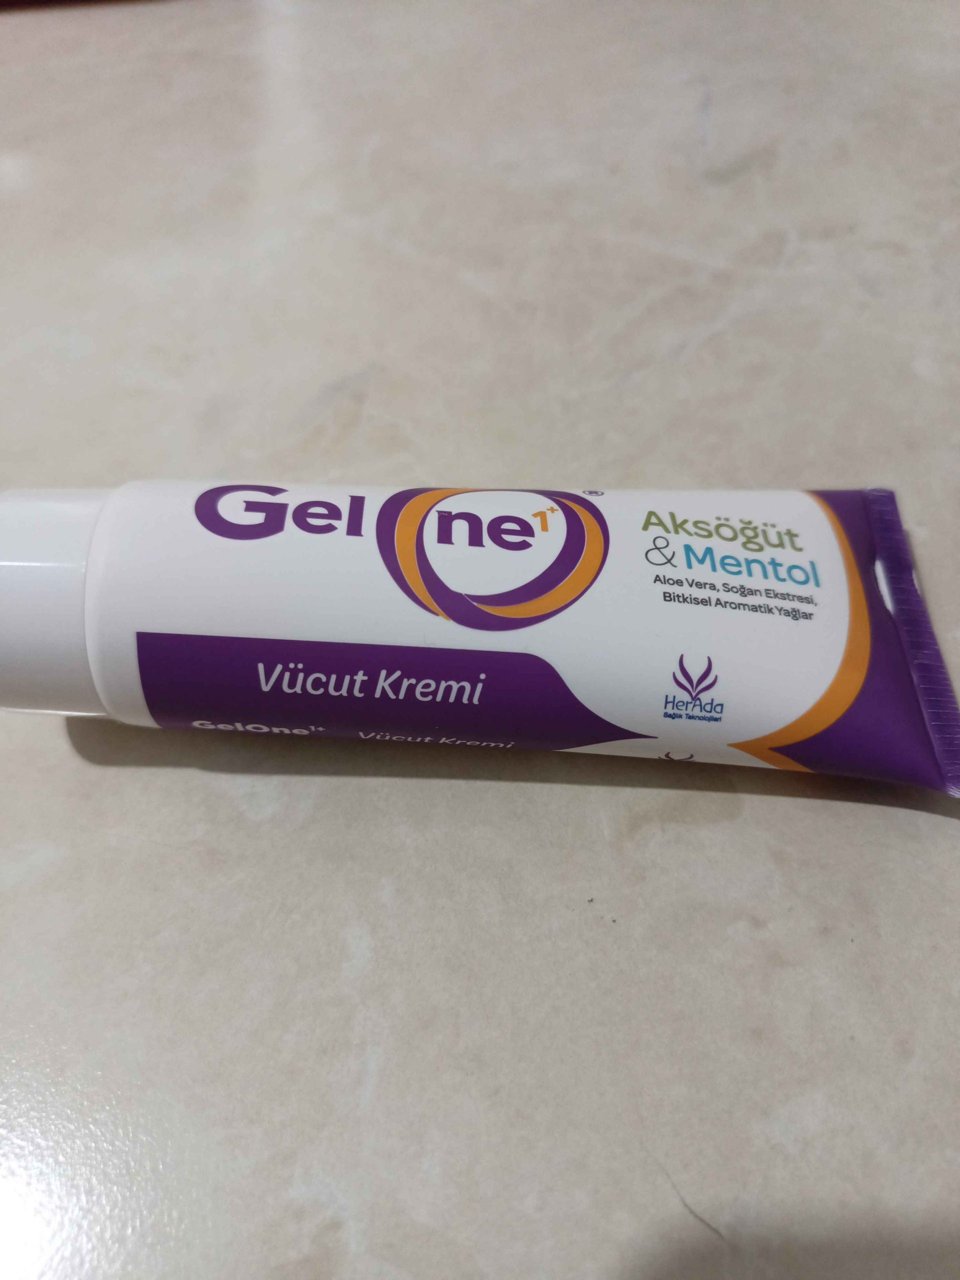 GelOne1+ ®
Aksöğüt
& Mentol
Aloe Vera, Soğan Ekstresi,
Bitkisel Aromatik Yağlar
Vücut Kremi
HerAda
Sağlık Teknolojileri
GelOne1+ Vücut Kremi